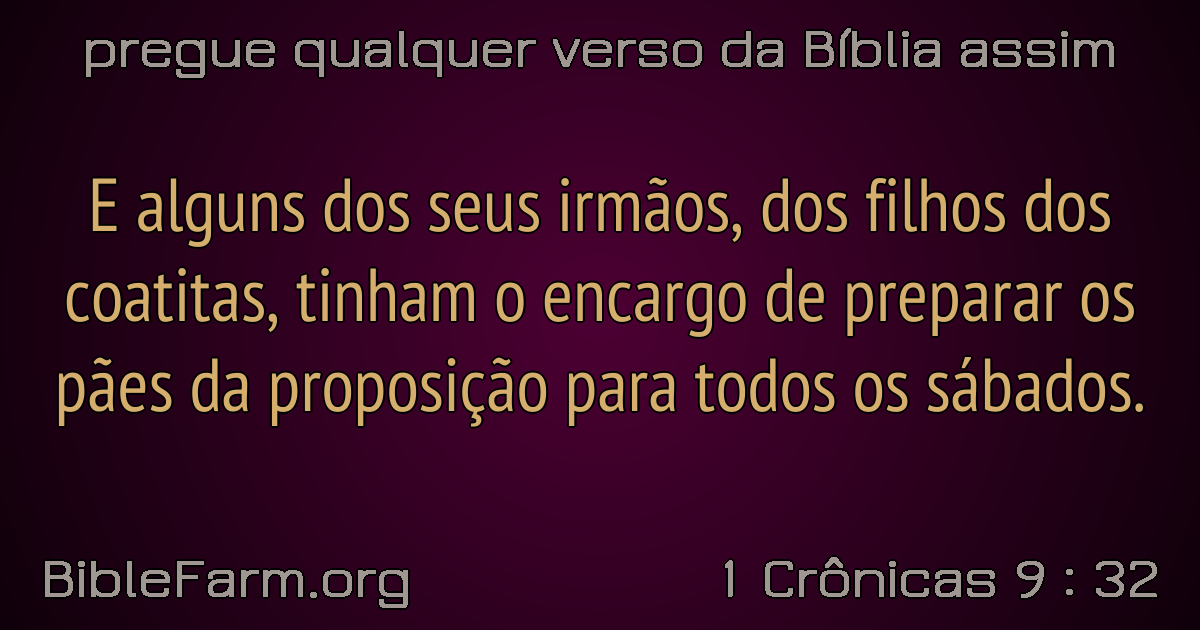 pregue qualquer verso da Bíblia assim
E alguns dos seus irmãos, dos filhos dos
coatitas, tinham o encargo de preparar os
pães da proposição para todos os sábados.
BibleFarm.org
1 Crônicas 9 : 32